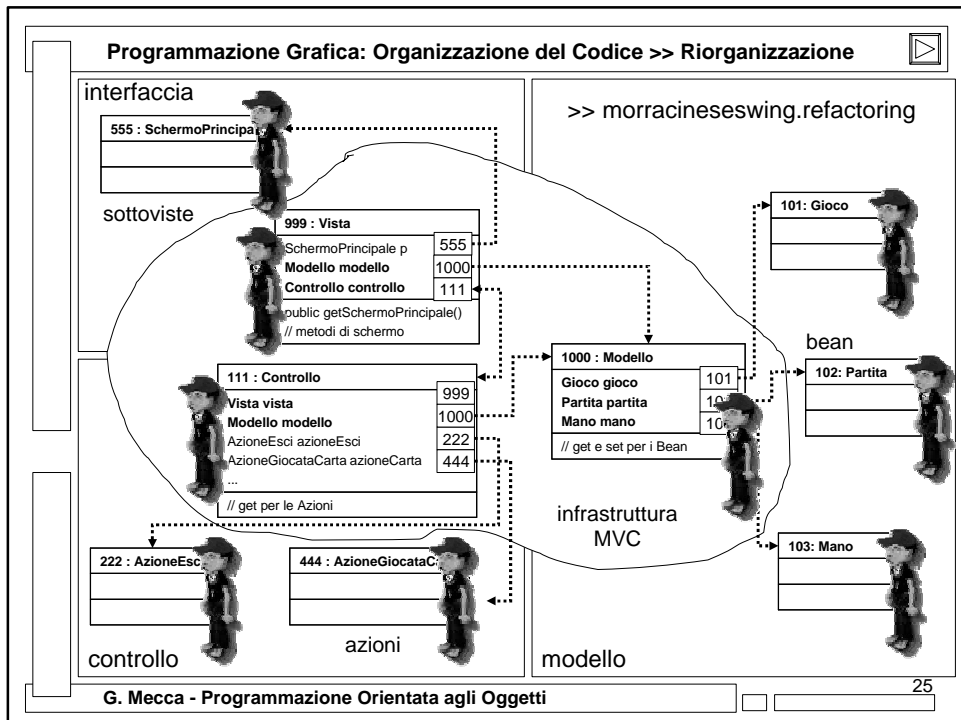 Programmazione Grafica: Organizzazione del Codice >> Riorganizzazione
interfaccia
>> morracineseswing.refactoring
555 : SchermoPrincipa
sottoviste
999 : Vista
SchermoPrincipale p
555
Modello modello
1000
Controllo controllo
111
public getSchermoPrincipale()
// metodi di schermo
101: Gioco
bean
102: Partita
1000 : Modello
Gioco gioco
101
Partita partita
Mano mano
// get e set per i Bean
infrastruttura
MVC
111 : Controllo
Vista vista
999
Modello modello
1000
AzioneEsci azioneEsci
222
AzioneGiocataCarta azioneCarta
444
...
// get per le Azioni
103: Mano
222 : AzioneEsc
444 : AzioneGiocataC
azioni
controllo
modello
G. Mecca - Programmazione Orientata agli Oggetti
25